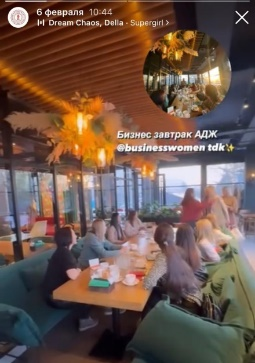 6 февраля 10:44
Dream Chaos, Della · Supergirl >
Бизнес завтрак АДЖ
@businesswomen tdk✨